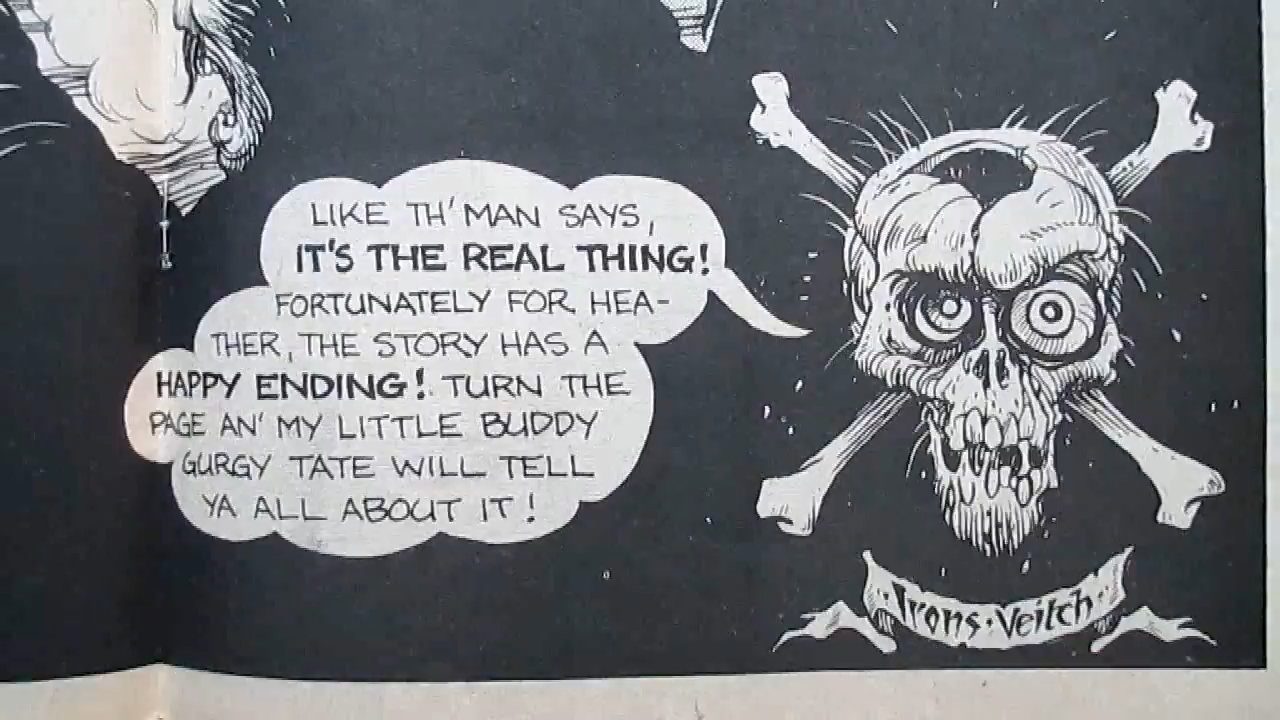 LIKE TH' MAN SAYS,
IT'S THE REAL THING!
FORTUNATELY FOR HEA-
THER, THE STORY HAS A
HAPPY ENDING! TURN THE
PAGE AN' MY LITTLE BUDDY
GURGY TATE WILL TELL
YA ALL ABOUT IT!
Irons·Veitch